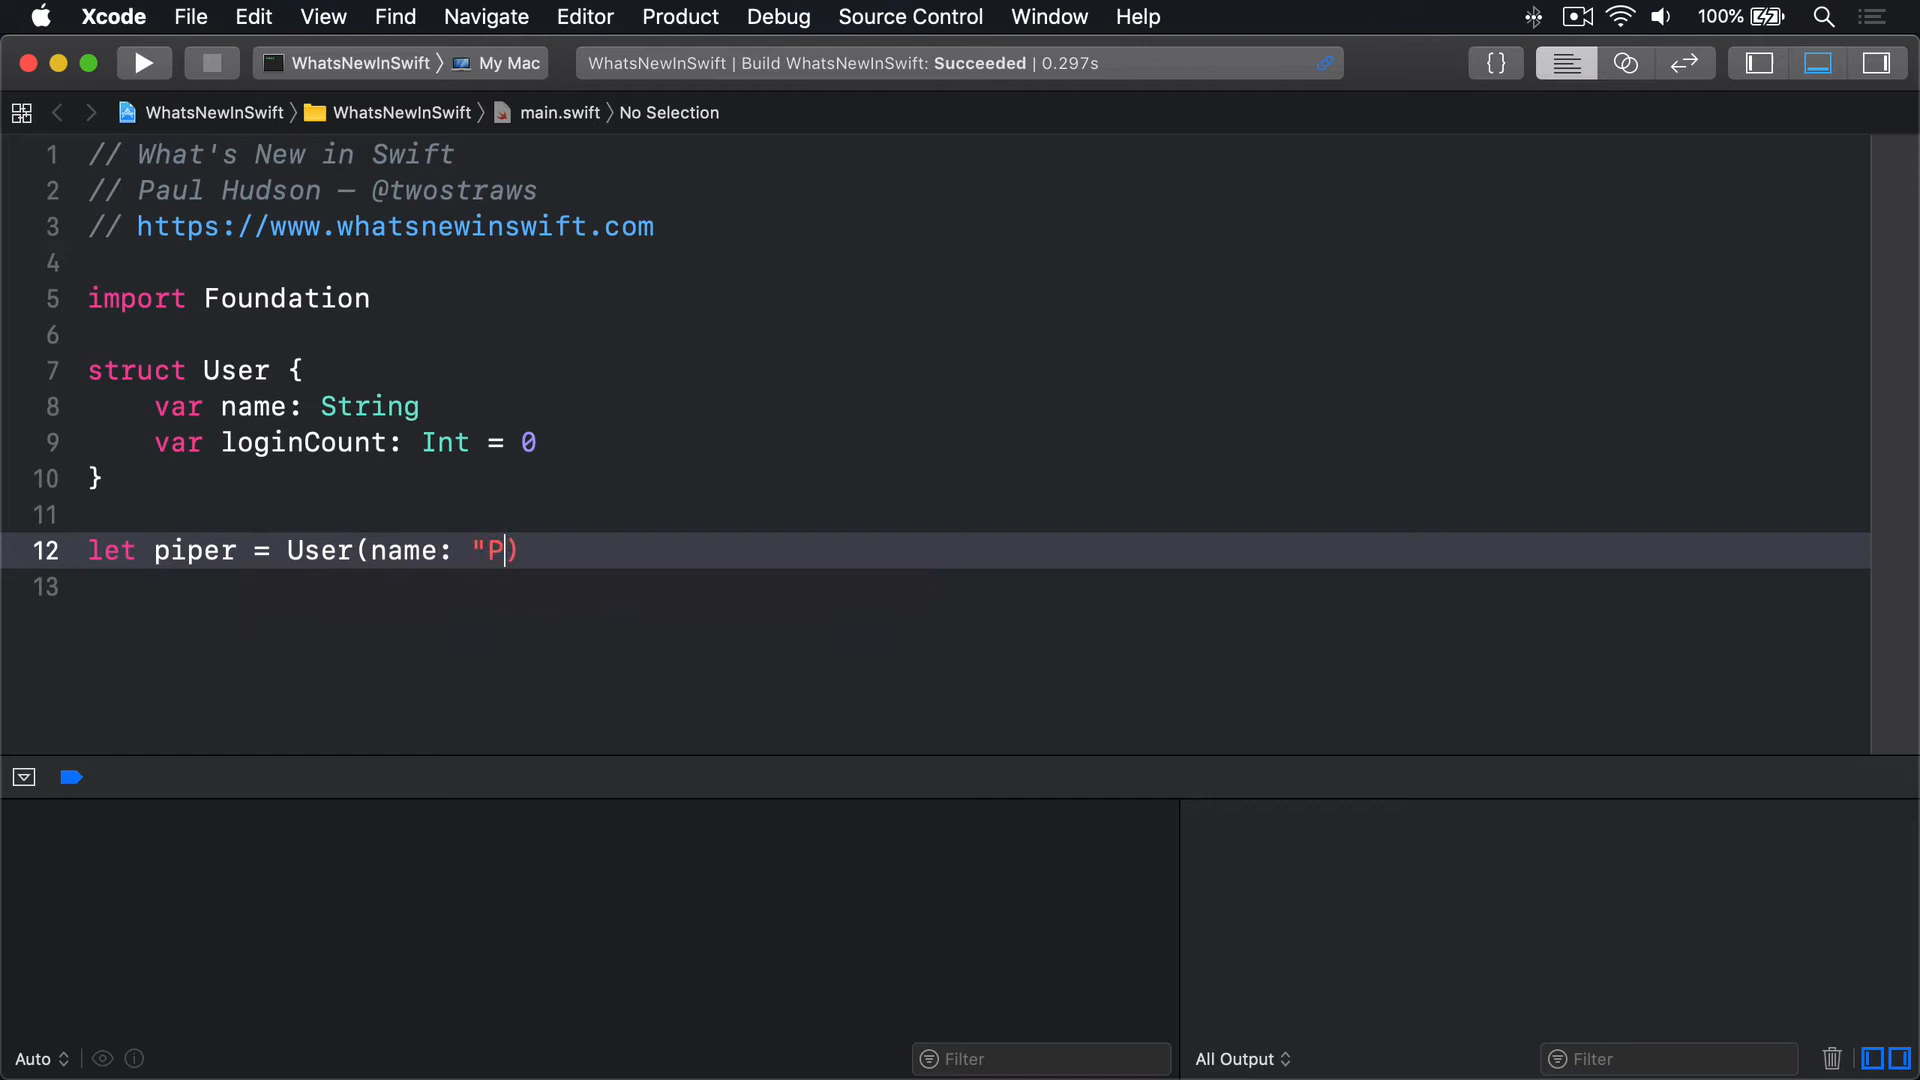 Xcode File Edit View Find Navigate Editor Product Debug Source Control Window Help 100%
WhatsNewInSwift My Mac WhatsNewInSwift | Build WhatsNewInSwift: Succeeded | 0.297s {}
WhatsNewInSwift WhatsNewInSwift main.swift No Selection
1 // What's New in Swift
2 // Paul Hudson — @twostraws
3 // https://www.whatsnewinswift.com
4
5 import Foundation
6
7 struct User {
8 var name: String
9 var loginCount: Int = 0
10 }
11
12 let piper = User(name: "P)
13
Auto Filter All Output Filter